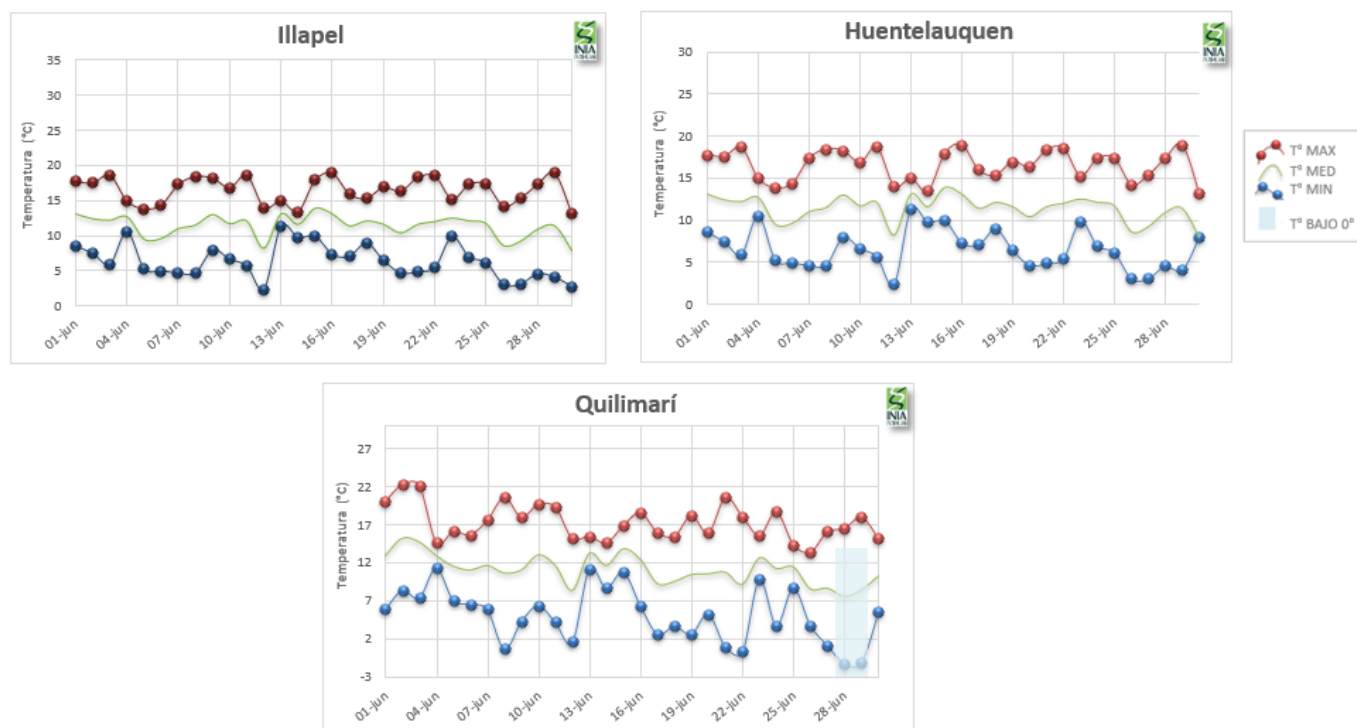 Illapel
INIA
Temperatura (°C)
35
30
25
20
15
10
5
0
01-jun
04-jun
07-jun
10-jun
13-jun
16-jun
19-jun
22-jun
25-jun
28-jun
Huentelauquen
INIA
Temperatura (°C)
30
25
20
15
10
5
0
01-jun
04-jun
07-jun
10-jun
13-jun
16-jun
19-jun
22-jun
25-jun
28-jun
T° MAX
T° MED
T° MIN
T° BAJO 0°
Quilimarí
INIA
Temperatura (°C)
27
22
17
12
7
2
-3
01-jun
04-jun
07-jun
10-jun
13-jun
16-jun
19-jun
22-jun
25-jun
28-jun